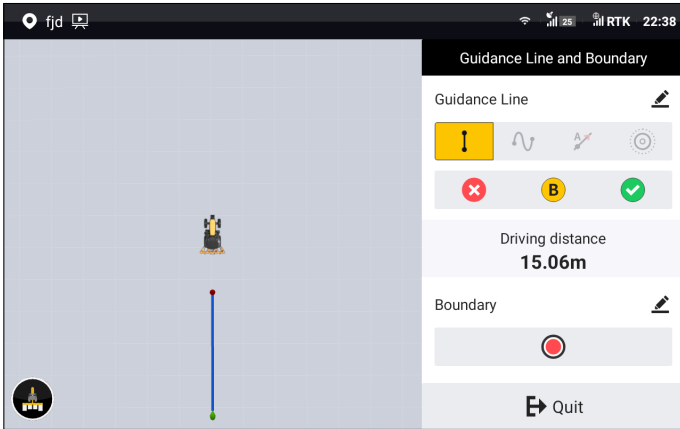 fjd
25
RTK 22:38
Guidance Line and Boundary
Guidance Line
A
B
Driving distance
15.06m
Boundary
Quit